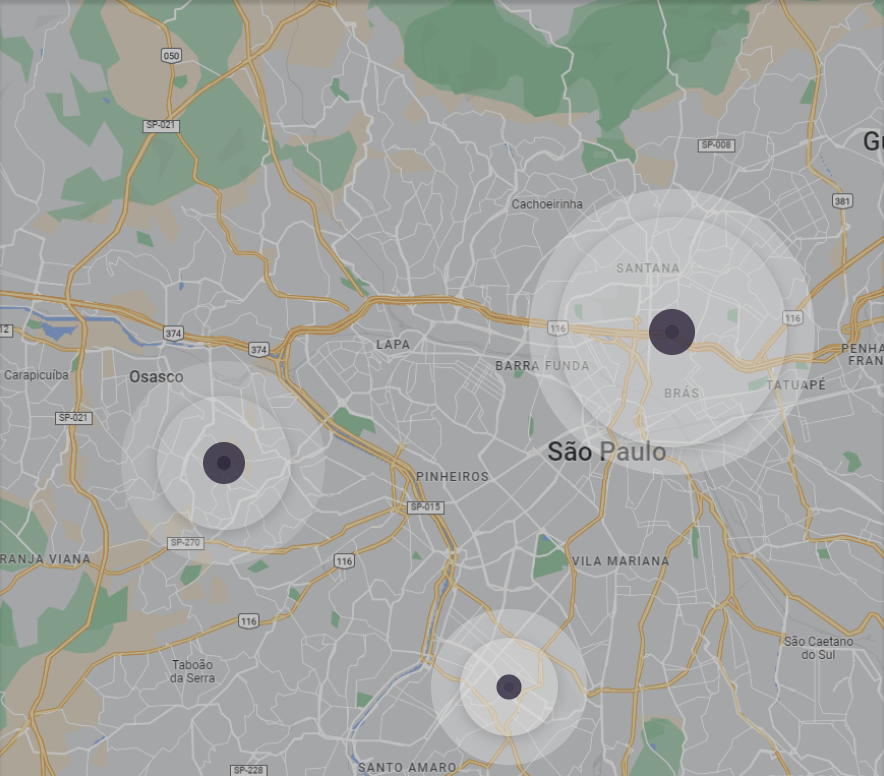 050
SP-021
SP-008
Gu
381
Cachoeirinha
SANTANA
116
116
12
374
374
LAPA
BARRA FUNDA
PENHA
FRAN
Carapicuíba
Osasco
TATUAPÉ
BRÁS
SP-021
São Paulo
PINHEIROS
SP-015
SP-270
RANJA VIANA
116
VILA MARIANA
116
São Caetano
do Sul
Taboão
da Serra
SANTO AMARO
SP-228